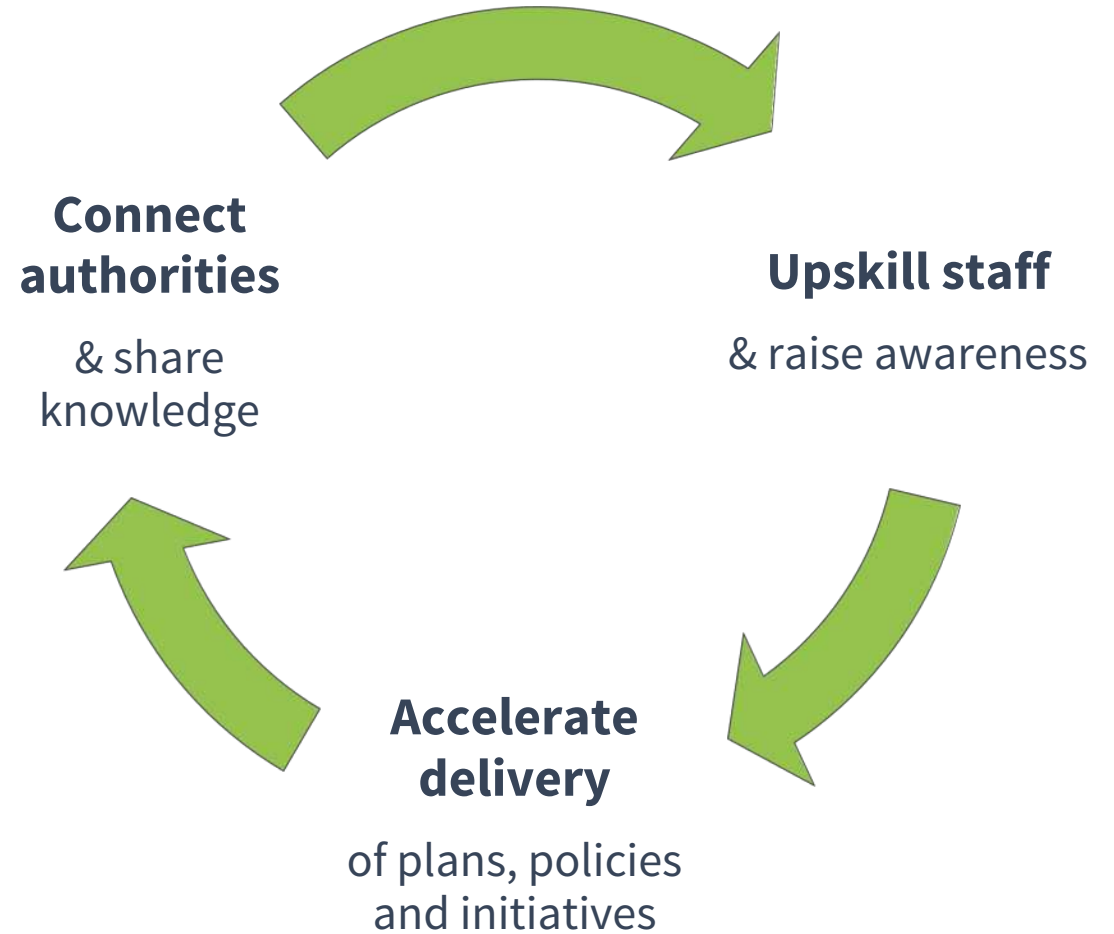 Connect
authorities
& share
knowledge
Upskill staff
& raise awareness
Accelerate
delivery
of plans, policies
and initiatives